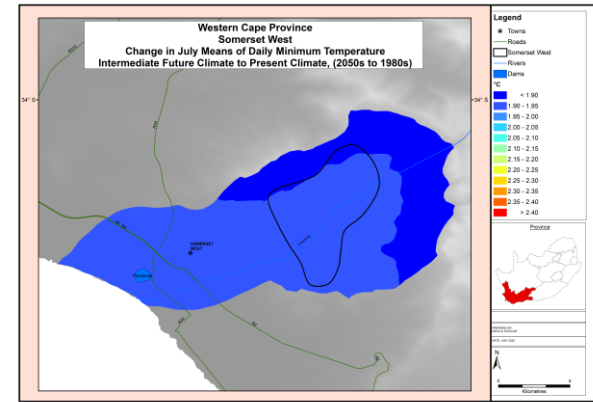 Western Cape Province
Somerset West
Change in July Means of Daily Minimum Temperature
Intermediate Future Climate to Present Climate, (2050s to 1980s)
34° S
34° S
SOMERSET
WEST
Legend
Towns
Roads
Somerset West
Rivers
Dams
°C
< 1.90
1.90 - 1.95
1.95 - 2.00
2.00 - 2.05
2.05 - 2.10
2.10 - 2.15
2.15 - 2.20
2.20 - 2.25
2.25 - 2.30
2.30 - 2.35
2.35 - 2.40
> 2.40
Province
PREPARED BY:
N
Kilometres